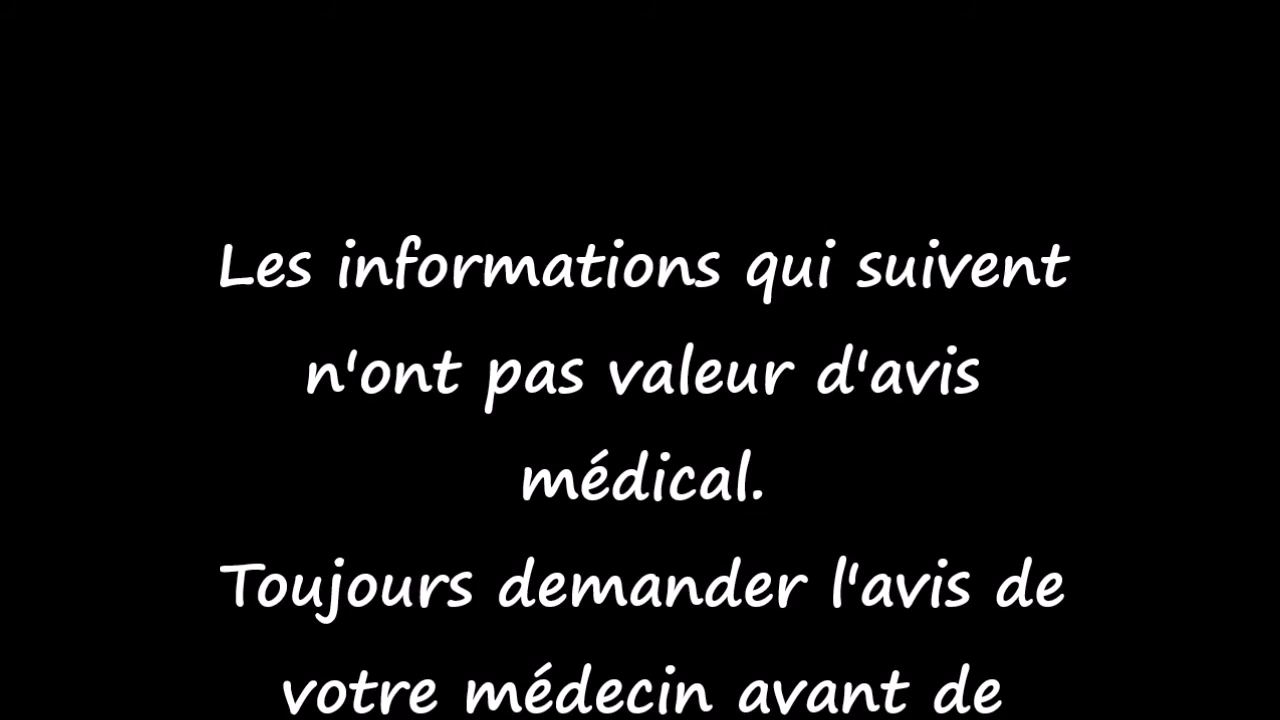 Les informations qui suivent
n'ont pas valeur d'avis
médical.
Toujours demander l'avis de
votre médecin avant de